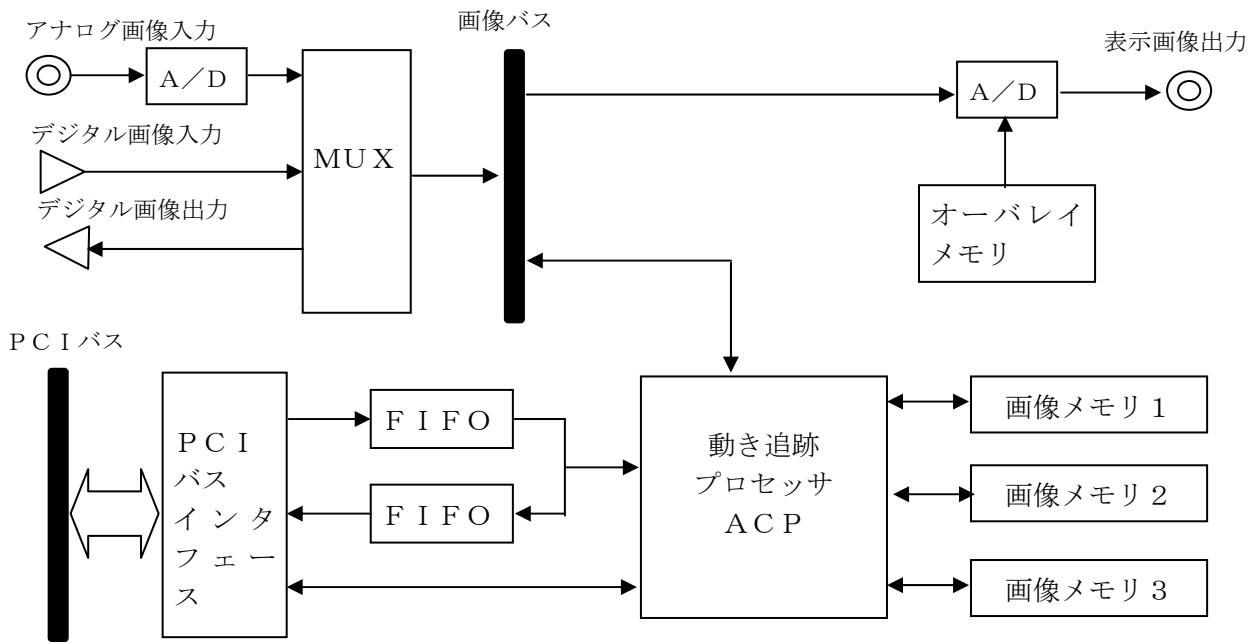 アナログ画像入力
A／D
デジタル画像入力
デジタル画像出力
MUX
画像バス
A／D
表示画像出力
オーバレイ
メモリ
PCIバス
PCI
バス
インタ
フェー
ス
FIFO
FIFO
動き追跡
プロセッサ
ACP
画像メモリ1
画像メモリ2
画像メモリ3